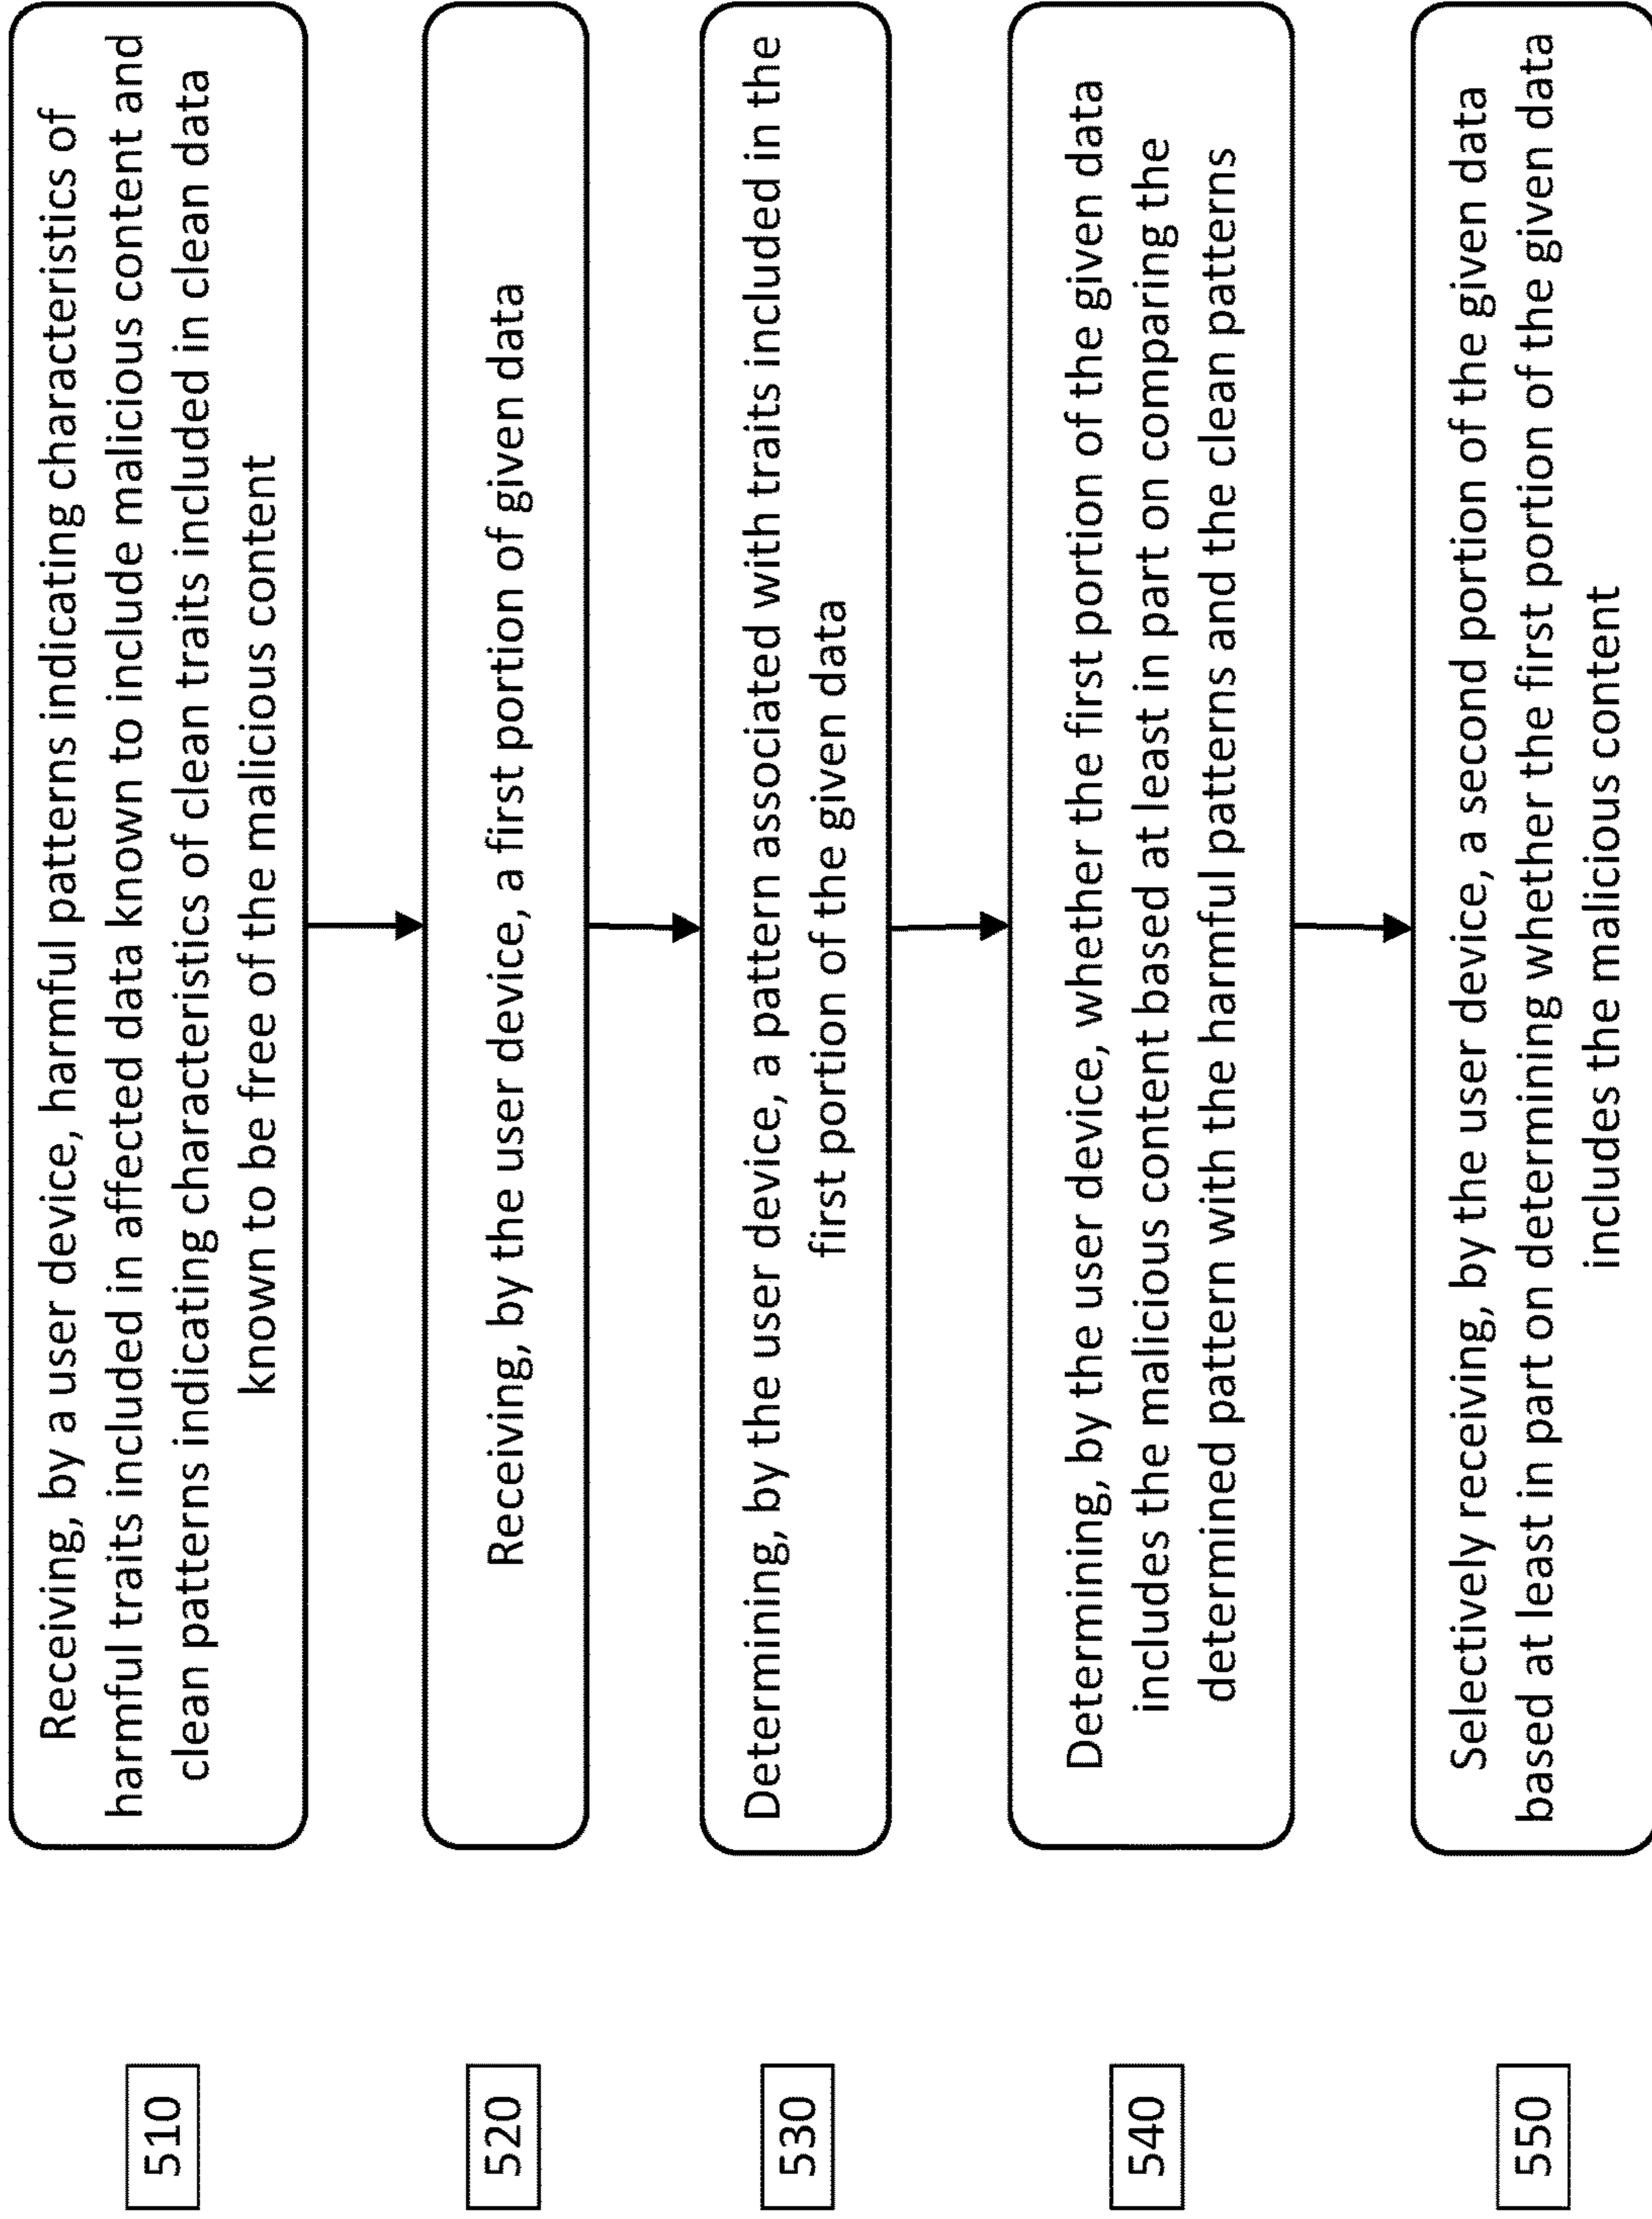 510
Receiving, by a user device, harmful patterns indicating characteristics of
harmful traits included in affected data known to include malicious content and
clean patterns indicating characteristics of clean traits included in clean data
known to be free of the malicious content
520
Receiving, by the user device, a first portion of given data
530
Determining, by the user device, a pattern associated with traits included in the
first portion of the given data
540
Determining, by the user device, whether the first portion of the given data
includes the malicious content based at least in part on comparing the
determined pattern with the harmful patterns and the clean patterns
550
Selectively receiving, by the user device, a second portion of the given data
based at least in part on determining whether the first portion of the given data
includes the malicious content